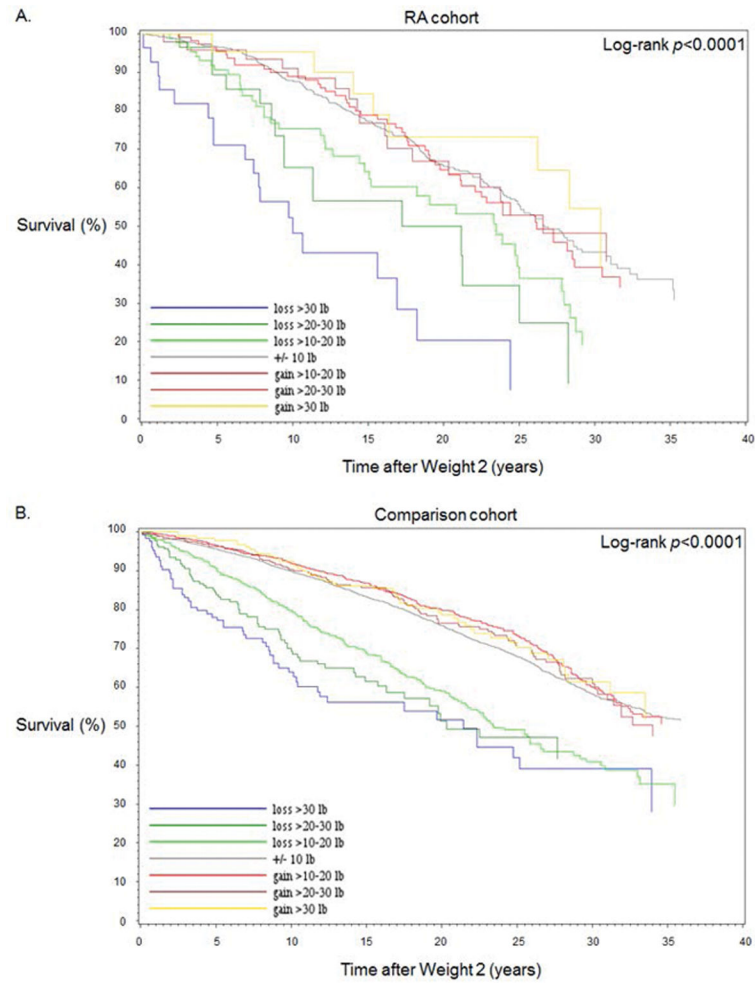 A.
RA cohort
Log-rank p<0.0001
100
90
80
70
60
50
40
30
20
10
0
Survival (%)
loss >30 lb
loss >20-30 lb
loss >10-20 lb
+/- 10 lb
gain >10-20 lb
gain >20-30 lb
gain >30 lb
0 5 10 15 20 25 30 35 40
Time after Weight 2 (years)
B.
Comparison cohort
Log-rank p<0.0001
100
90
80
70
60
50
40
30
20
10
0
Survival (%)
loss >30 lb
loss >20-30 lb
loss >10-20 lb
+/- 10 lb
gain >10-20 lb
gain >20-30 lb
gain >30 lb
0 5 10 15 20 25 30 35 40
Time after Weight 2 (years)